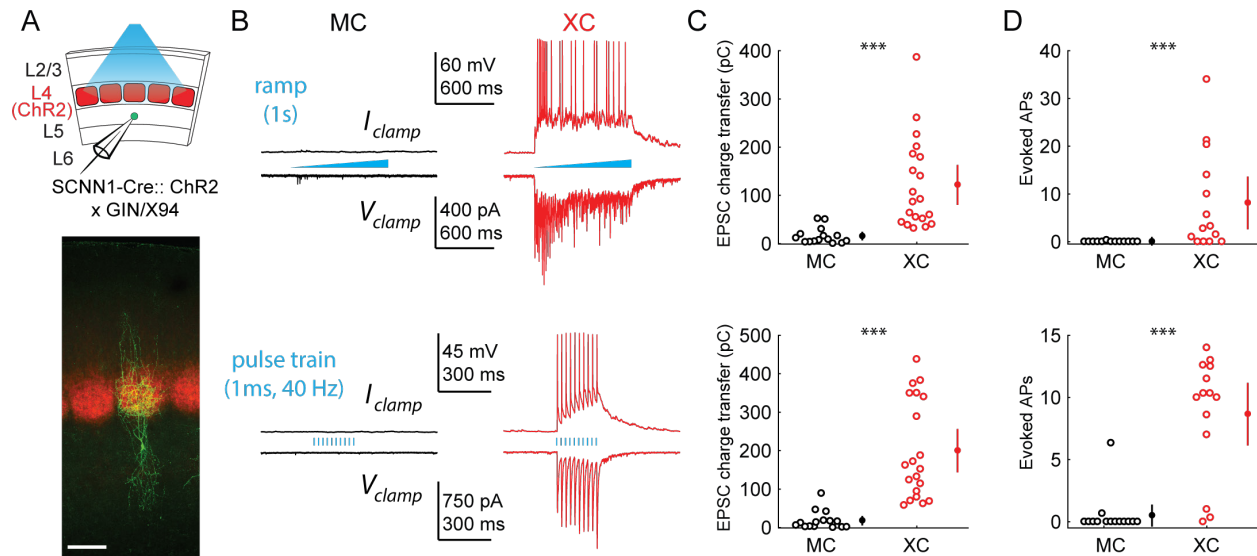 A
L2/3
L4
(ChR2)
L5
L6
SCNN1-Cre:: ChR2
x GIN/X94
B
MC
XC
ramp
(1s)
60 mV
600 ms
I clamp
V clamp
400 pA
600 ms
pulse train
(1ms, 40 Hz)
45 mV
300 ms
I clamp
V clamp
750 pA
300 ms
C
***
EPSC charge transfer (pC)
400
300
200
100
0
MC
XC
***
EPSC charge transfer (pC)
500
400
300
200
100
0
MC
XC
D
***
Evoked APs
40
30
20
10
0
MC
XC
***
Evoked APs
15
10
5
0
MC
XC